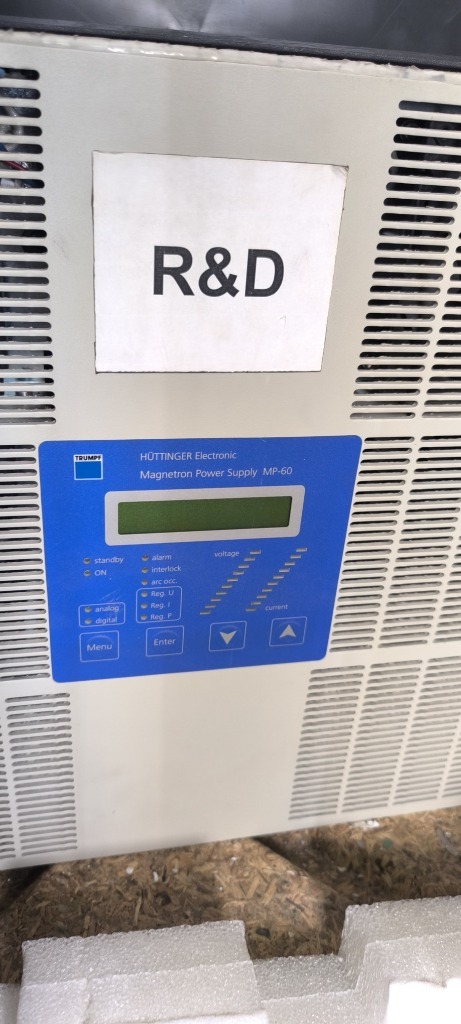 R&D
TRUMPF
HÜTTINGER Electronic
Magnetron Power Supply MP-60
standby
ON
alarm
interlock
arc occ.
voltage
analog
digital
Reg. U
Reg. I
Reg. P
current
Menu
Enter